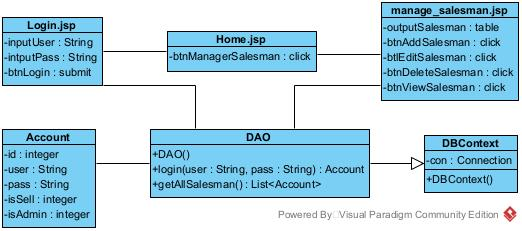 Login.jsp
-inputUser : String
-intputPass : String
-btnLogin : submit
Home.jsp
-btnManagerSalesman : click
manage_salesman.jsp
-outputSalesman : table
-btnAddSalesman : click
-btlEditSalesman : click
-btnDeleteSalesman : click
-btnViewSalesman : click
Account
-id : integer
-user : String
-pass : String
-isSell : integer
-isAdmin : integer
DAO
+DAO()
+login(user : String, pass : String) : Account
+getAllSalesman() : List<Account>
DBContext
-con : Connection
+DBContext()
Powered By Visual Paradigm Community Edition